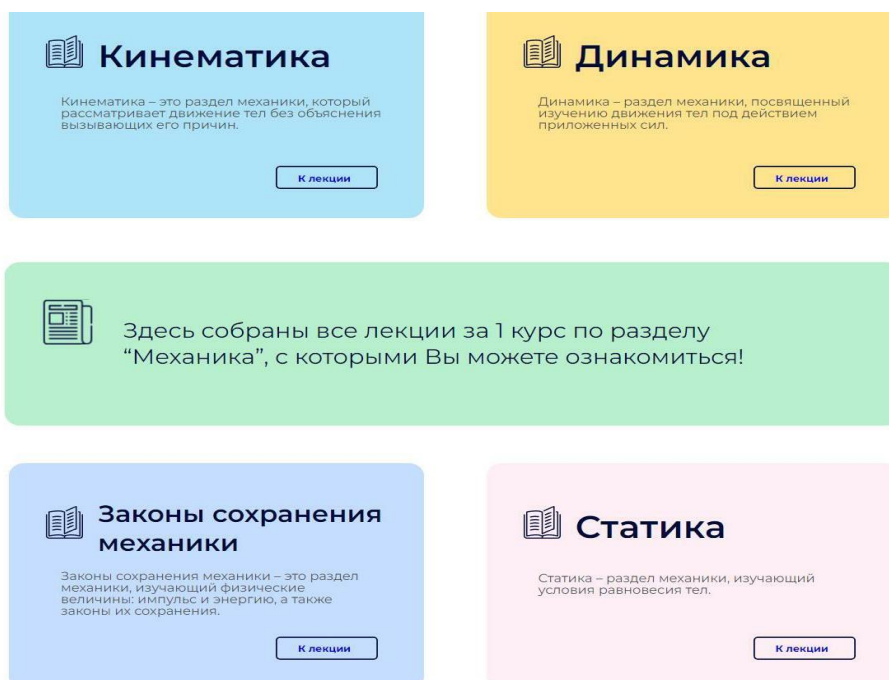 Кинематика
Кинематика – это раздел механики, который
рассматривает движение тел без объяснения
вызывающих его причин.
К лекции
Динамика
Динамика – раздел механики, посвященный
изучению движения тел под действием
приложенных сил.
К лекции
Здесь собраны все лекции за 1 курс по разделу
“Механика”, с которыми Вы можете ознакомиться!
Законы сохранения
механики
Законы сохранения механики – это раздел
механики, изучающий физические
величины: импульс и энергию, а также
законы их сохранения.
К лекции
Статика
Статика – раздел механики, изучающий
условия равновесия тел.
К лекции